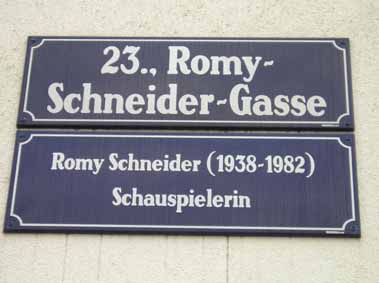 23., Romy-
Schneider-Gasse
Romy Schneider (1938-1982)
Schauspielerin